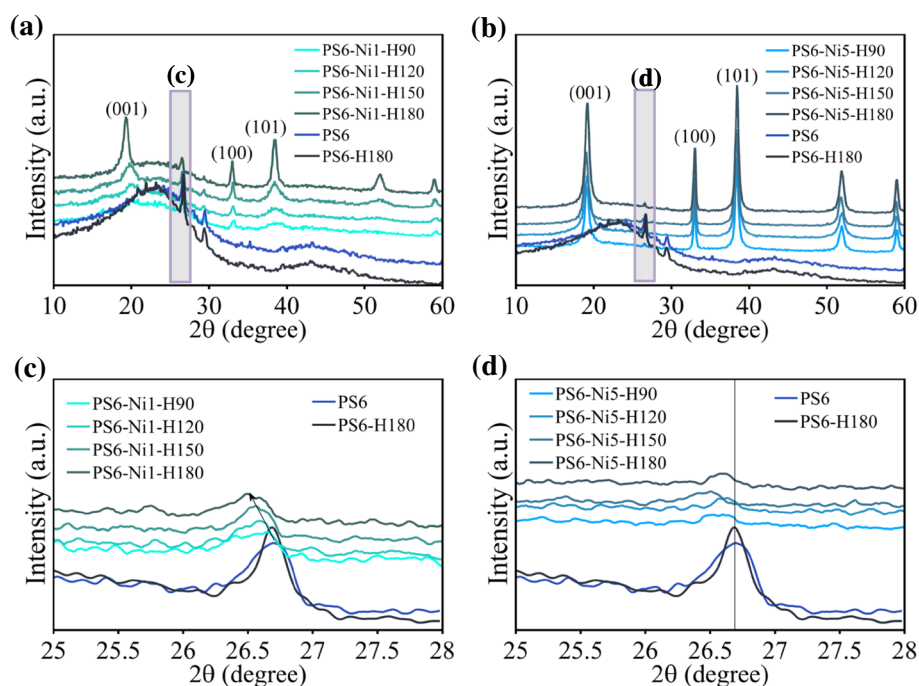 (a)
Intensity (a.u.)
(c)
(001)
(100)
(101)
PS6-Ni1-H90
PS6-Ni1-H120
PS6-Ni1-H150
PS6-Ni1-H180
PS6
PS6-H180
10 20 30 40 50 60
2θ (degree)
(b)
Intensity (a.u.)
(001)
(d)
(100)
(101)
PS6-Ni5-H90
PS6-Ni5-H120
PS6-Ni5-H150
PS6-Ni5-H180
PS6
PS6-H180
10 20 30 40 50 60
2θ (degree)
(c)
Intensity (a.u.)
PS6-Ni1-H90
PS6-Ni1-H120
PS6-Ni1-H150
PS6-Ni1-H180
PS6
PS6-H180
25 25.5 26 26.5 27 27.5 28
2θ (degree)
(d)
Intensity (a.u.)
PS6-Ni5-H90
PS6-Ni5-H120
PS6-Ni5-H150
PS6-Ni5-H180
PS6
PS6-H180
25 25.5 26 26.5 27 27.5 28
2θ (degree)